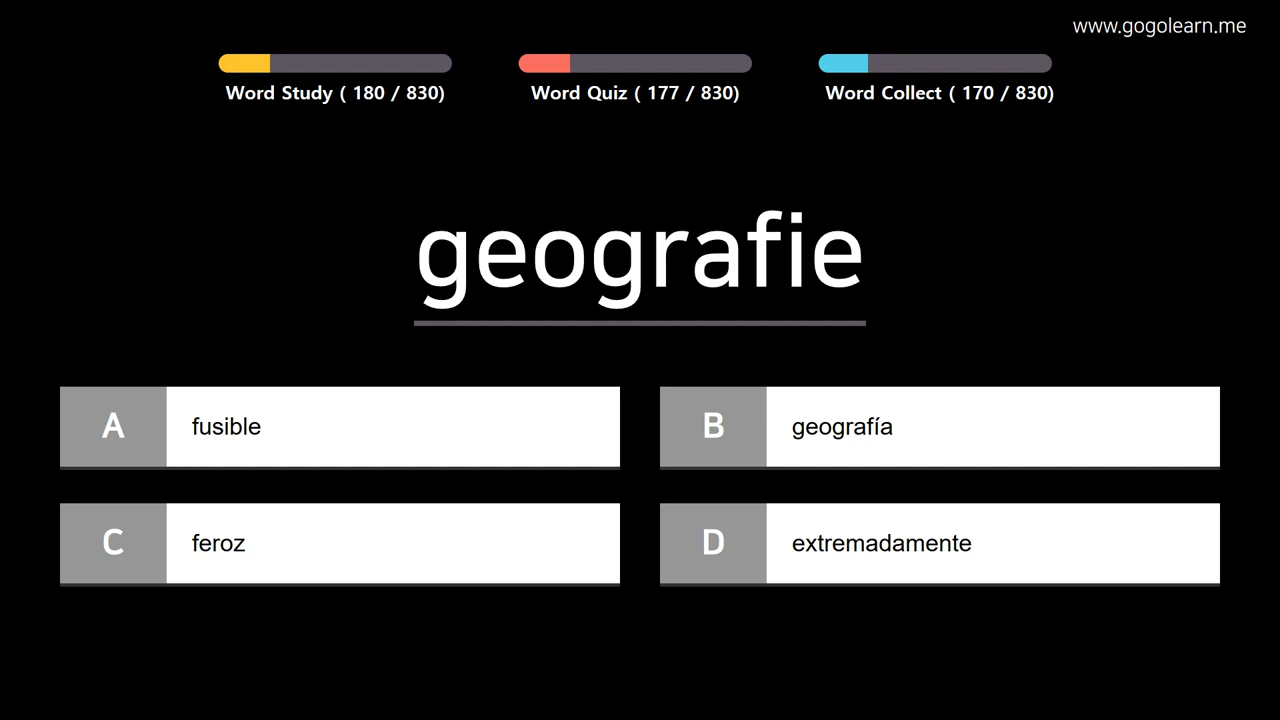 www.gogolearn.me
Word Study ( 180 / 830)
Word Quiz ( 177 / 830)
Word Collect ( 170 / 830)
geografie
A fusible
B geografía
C feroz
D extremadamente